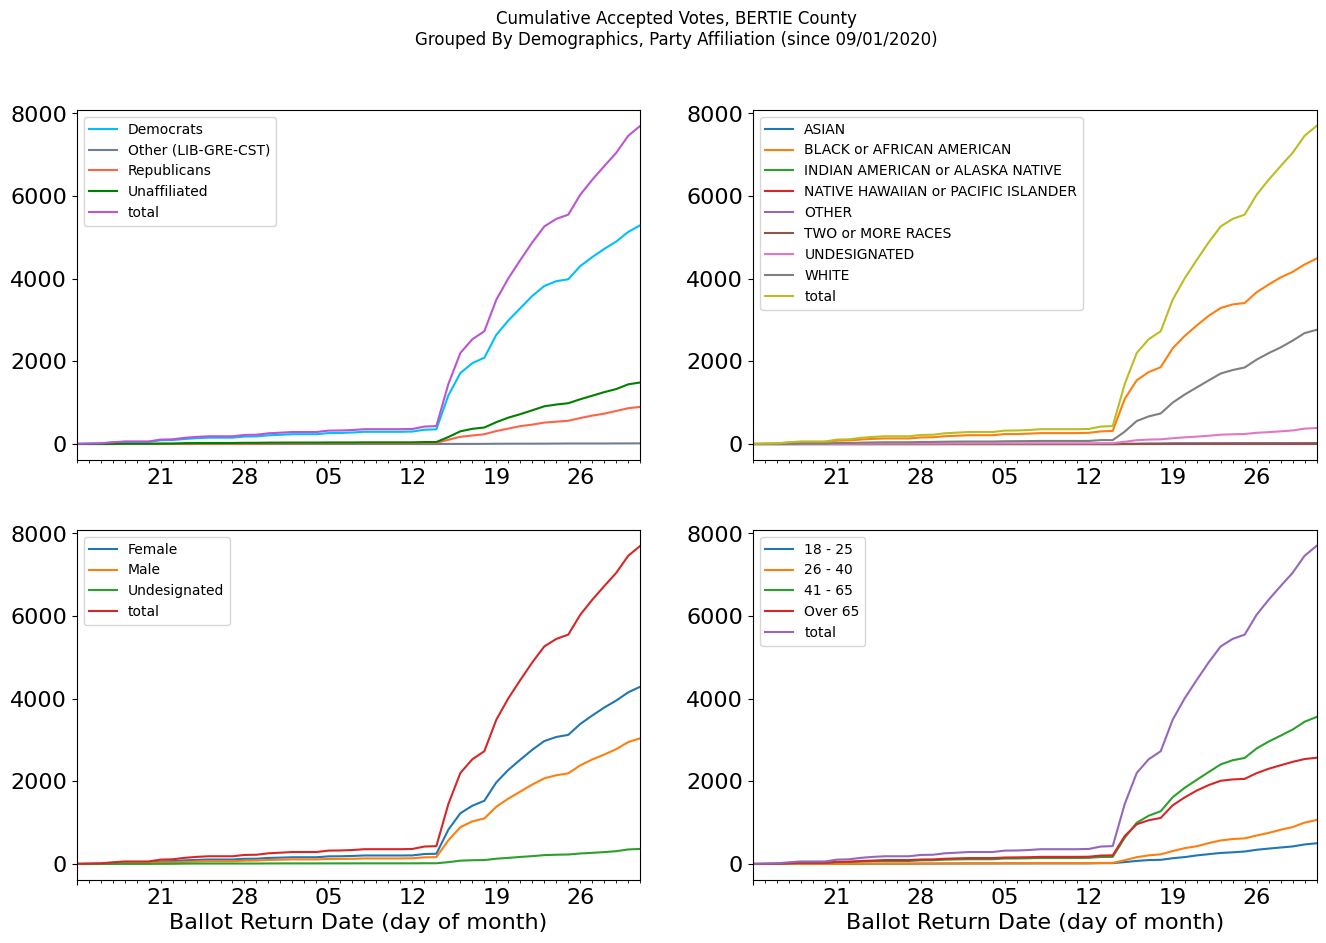 Cumulative Accepted Votes, BERTIE County
Grouped By Demographics, Party Affiliation (since 09/01/2020)
8000
6000
4000
2000
0
Democrats
Other (LIB-GRE-CST)
Republicans
Unaffiliated
total
21 28 05 12 19 26
8000
6000
4000
2000
0
ASIAN
BLACK or AFRICAN AMERICAN
INDIAN AMERICAN or ALASKA NATIVE
NATIVE HAWAIIAN or PACIFIC ISLANDER
OTHER
TWO or MORE RACES
UNDESIGNATED
WHITE
total
21 28 05 12 19 26
8000
6000
4000
2000
0
Female
Male
Undesignated
total
21 28 05 12 19 26
Ballot Return Date (day of month)
8000
6000
4000
2000
0
18 - 25
26 - 40
41 - 65
Over 65
total
21 28 05 12 19 26
Ballot Return Date (day of month)